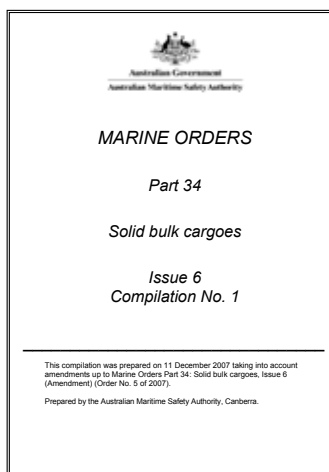 Australian Government
Australian Maritime Safety Authority
MARINE ORDERS
Part 34
Solid bulk cargoes
Issue 6
Compilation No. 1
This compilation was prepared on 11 December 2007 taking into account
amendments up to Marine Orders Part 34: Solid bulk cargoes, Issue 6
(Amendment) (Order No. 5 of 2007).
Prepared by the Australian Maritime Safety Authority, Canberra.